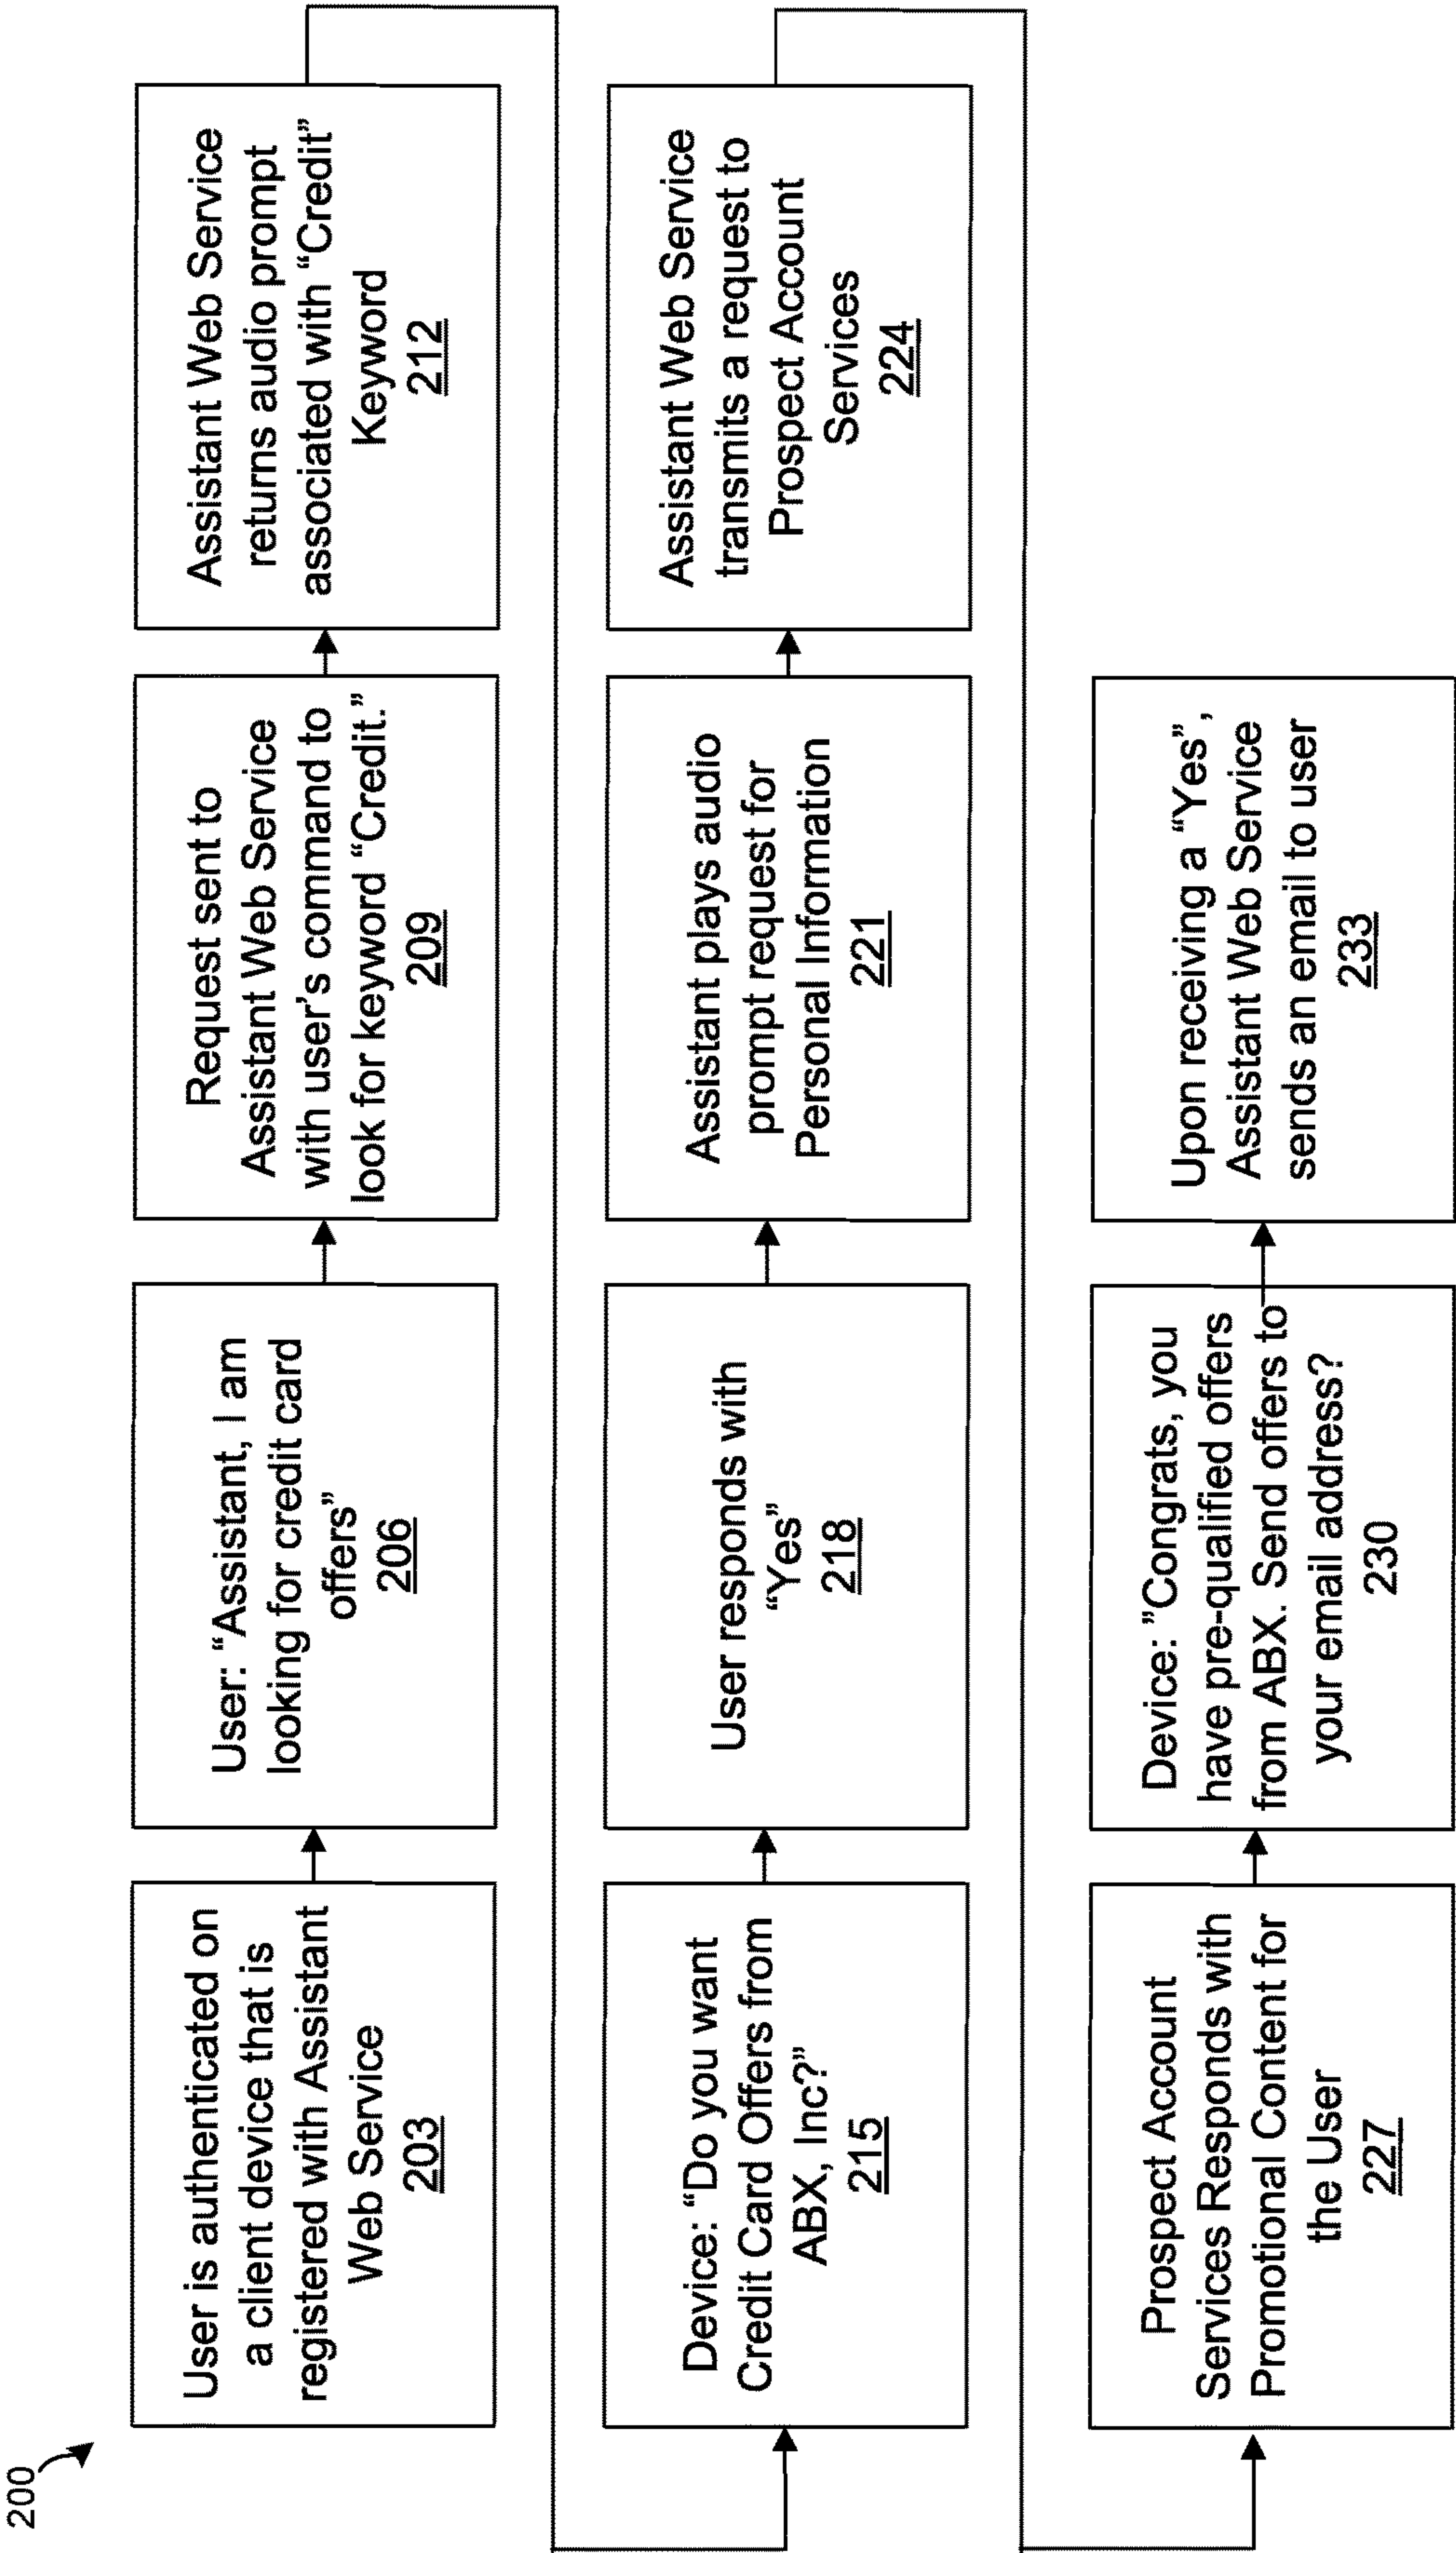 200
User is authenticated on
a client device that is
registered with Assistant
Web Service
203
User: “Assistant, I am
looking for credit card
offers”
206
Request sent to
Assistant Web Service
with user’s command to
look for keyword “Credit.”
209
Assistant Web Service
returns audio prompt
associated with “Credit”
Keyword
212
Device: “Do you want
Credit Card Offers from
ABX, Inc?”
215
User responds with
“Yes”
218
Assistant plays audio
prompt request for
Personal Information
221
Assistant Web Service
transmits a request to
Prospect Account
Services
224
Prospect Account
Services Responds with
Promotional Content for
the User
227
Device: ”Congrats, you
have pre-qualified offers
from ABX. Send offers to
your email address?
230
Upon receiving a “Yes”,
Assistant Web Service
sends an email to user
233